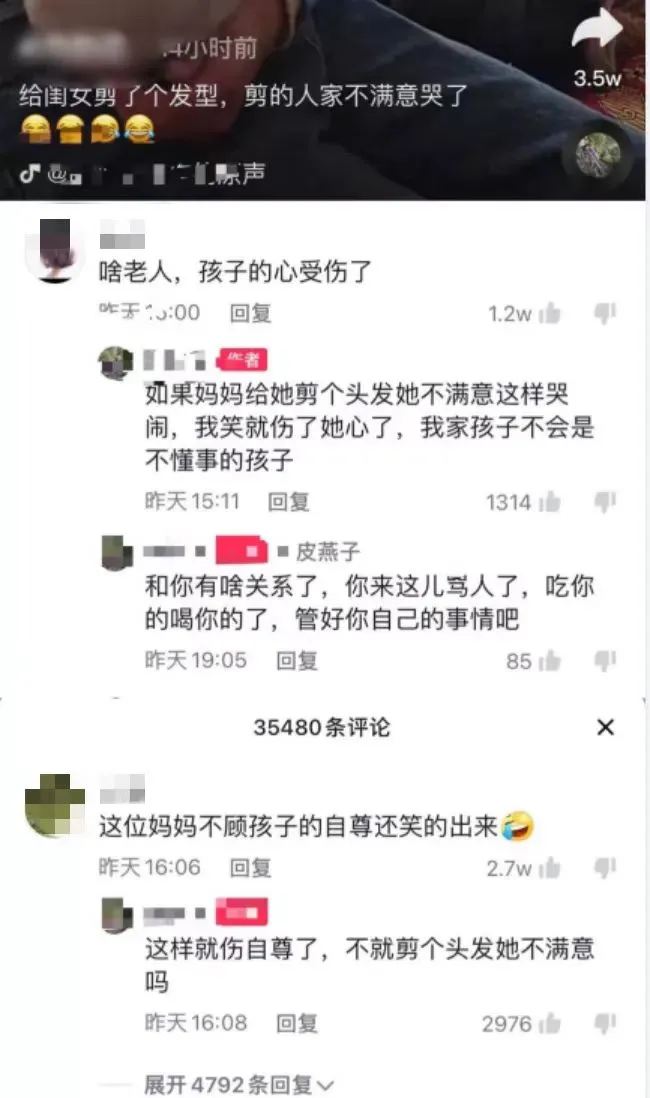 4小时前
3.5w
给闺女剪了个发型，剪的人家不满意哭了
@
原声
啥老人，孩子的心受伤了
昨天 回复 1.2w
作者
如果妈妈给她剪个头发她不满意这样哭
闹，我笑就伤了她心了，我家孩子不会是
不懂事的孩子
昨天15:11 回复 1314
皮燕子
和你有啥关系了，你来这儿骂人了，吃你
的喝你的了，管好你自己的事情吧
昨天19:05 回复 85
35480条评论
这位妈妈不顾孩子的自尊还笑的出来🤣
昨天16:06 回复 2.7w
这样就伤自尊了，不就剪个头发她不满意
吗
昨天16:08 回复 2976
展开4792条回复